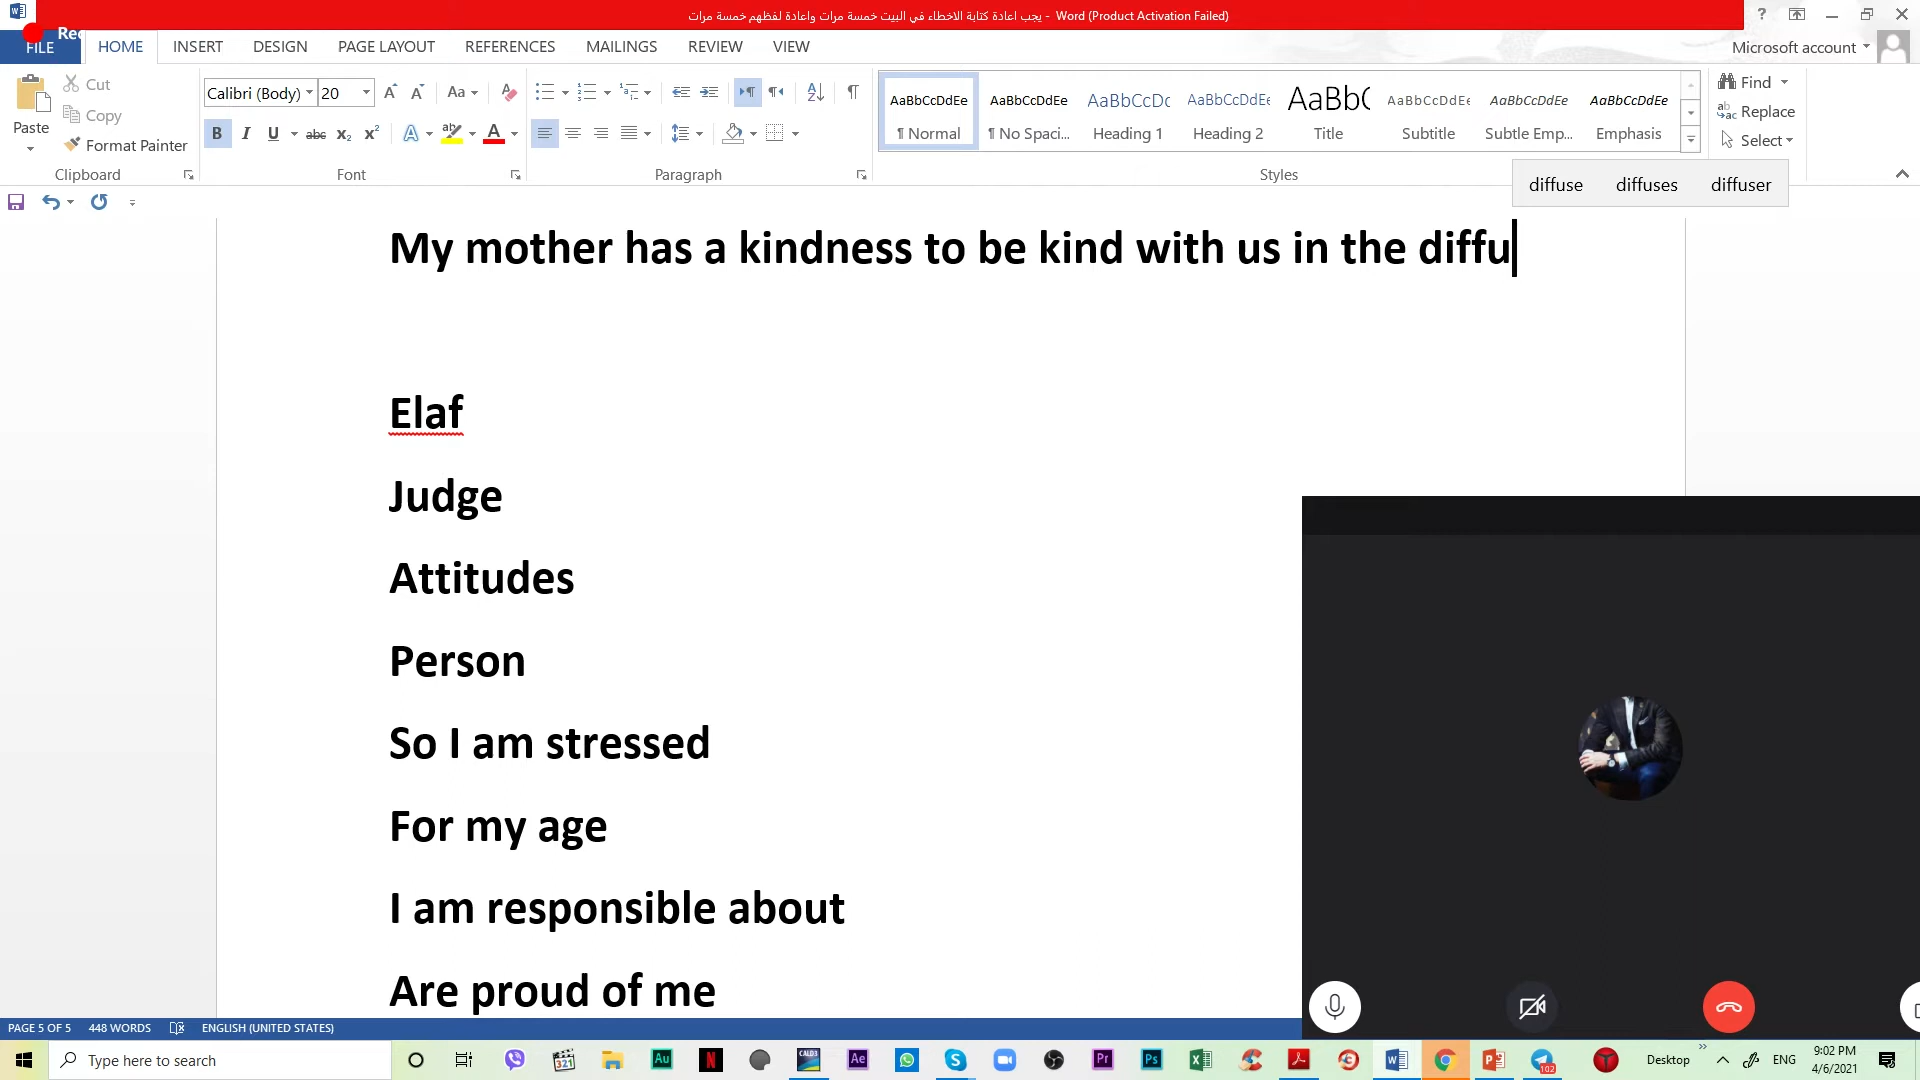 يجب اعادة كتابة الاخطاء في البيت خمسة مرات واعادة لفظهم خمسة مرات - Word (Product Activation Failed)
FILE
HOME
INSERT
DESIGN
PAGE LAYOUT
REFERENCES
MAILINGS
REVIEW
VIEW
Microsoft account
Paste
Cut
Copy
Format Painter
Clipboard
Calibri (Body)
20
Font
Paragraph
AaBbCcDdEe
¶ Normal
AaBbCcDdEe
¶ No Spaci...
AaBbCcDc
Heading 1
AaBbCcDdEe
Heading 2
AaBb(
Title
AaBbCcDdEe
Subtitle
AaBbCcDdEe
Subtle Emp...
AaBbCcDdEe
Emphasis
Styles
Find
Replace
Select
diffuse diffuses diffuser
My mother has a kindness to be kind with us in the diffu
Elaf
Judge
Attitudes
Person
So I am stressed
For my age
I am responsible about
Are proud of me
PAGE 5 OF 5 448 WORDS ENGLISH (UNITED STATES)
Type here to search
Desktop
ENG
9:02 PM
4/6/2021